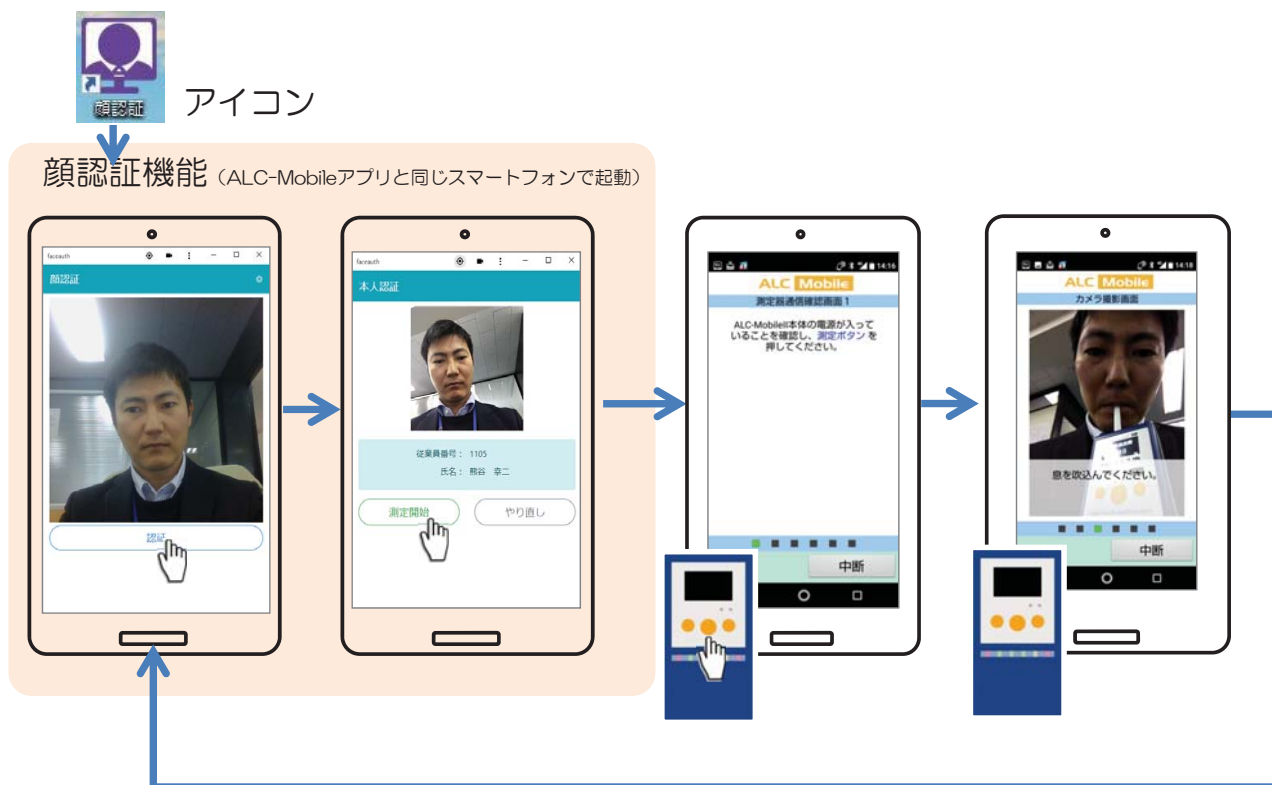 顔認証
アイコン
顔認証機能（ALC-Mobileアプリと同じスマートフォンで起動）
faceauth
顔認証
認証
faceauth
本人認証
従業員番号： 1105
氏名： 熊谷 幸二
測定開始
やり直し
14:16
ALC Mobile
測定器通信確認画面1
ALC-MobileII本体の電源が入って
いることを確認し、測定ボタン を
押してください。
中断
14:18
ALC Mobile
カメラ撮影画面
息を吹込んでください。
中断